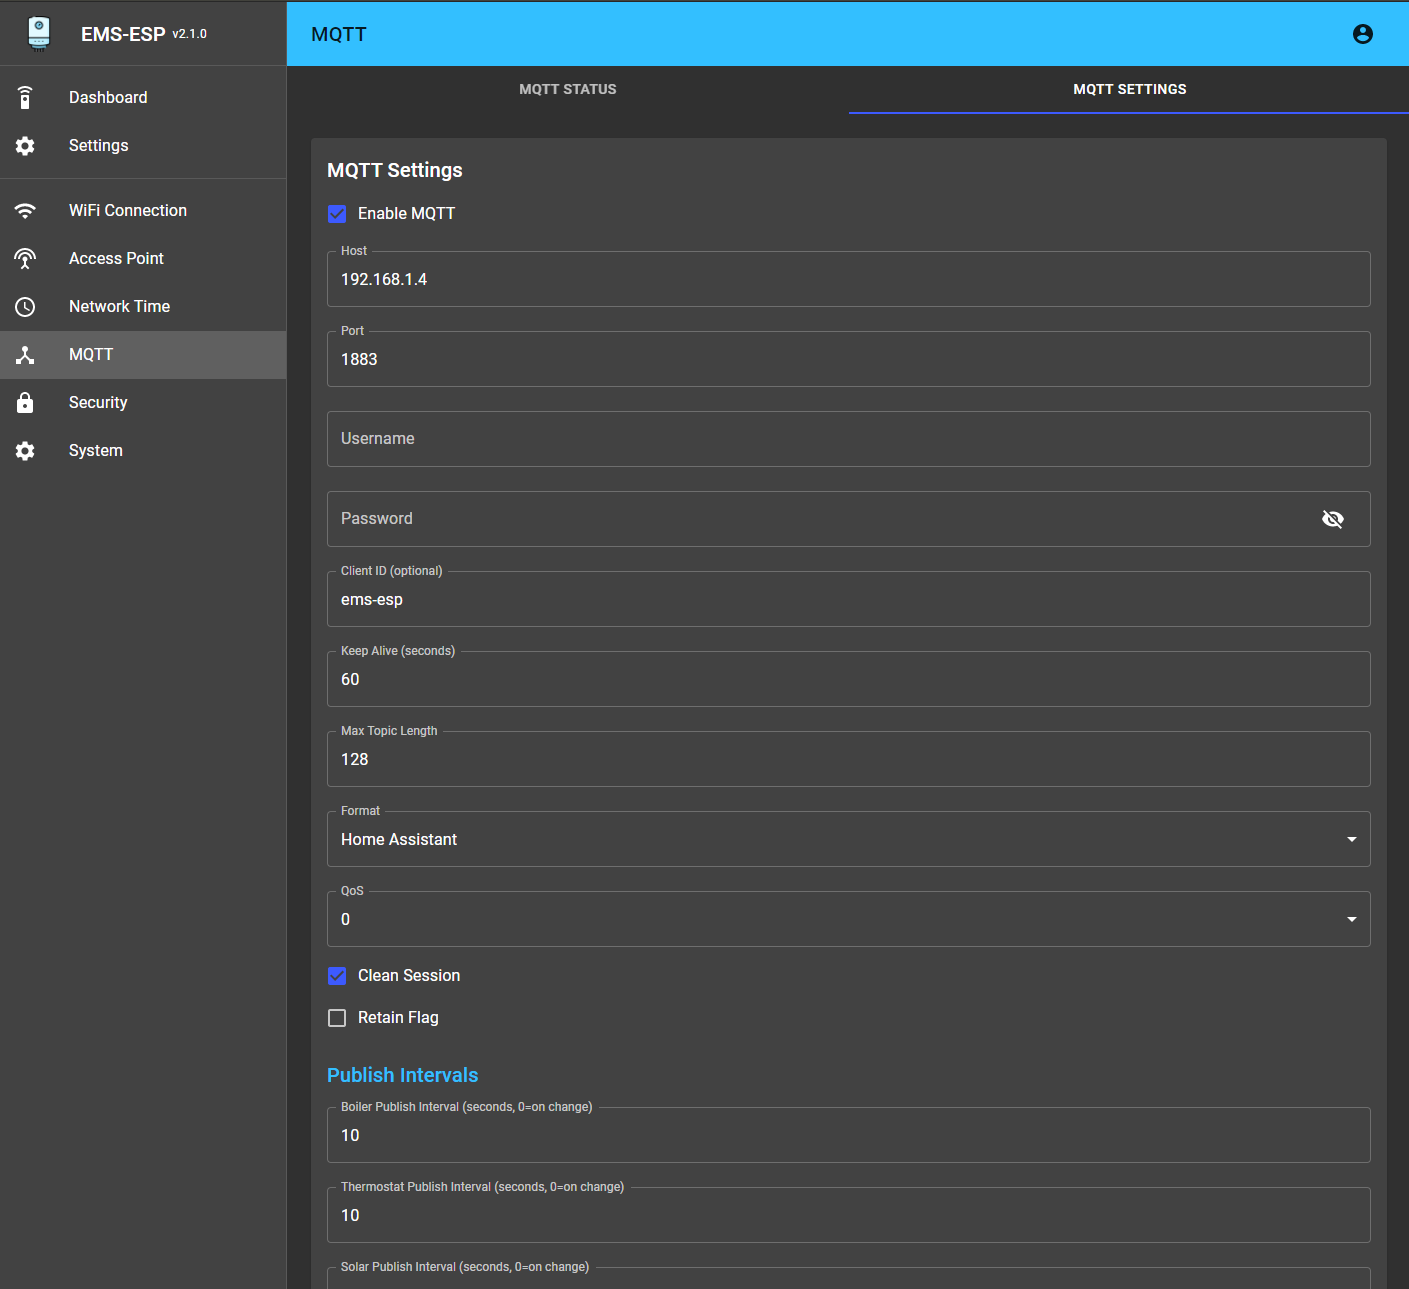 EMS-ESP v2.1.0
Dashboard
Settings
WiFi Connection
Access Point
Network Time
MQTT
Security
System
MQTT
MQTT STATUS
MQTT SETTINGS
MQTT Settings
Enable MQTT
Host
192.168.1.4
Port
1883
Username
Password
Client ID (optional)
ems-esp
Keep Alive (seconds)
60
Max Topic Length
128
Format
Home Assistant
QoS
0
Clean Session
Retain Flag
Publish Intervals
Boiler Publish Interval (seconds, 0=on change)
10
Thermostat Publish Interval (seconds, 0=on change)
10
Solar Publish Interval (seconds, 0=on change)